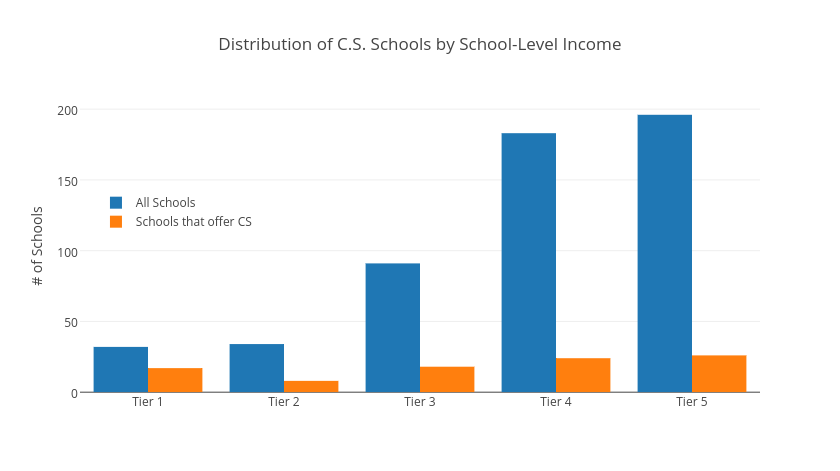 Distribution of C.S. Schools by School-Level Income
200
150
100
50
0
# of Schools
All Schools
Schools that offer CS
Tier 1
Tier 2
Tier 3
Tier 4
Tier 5